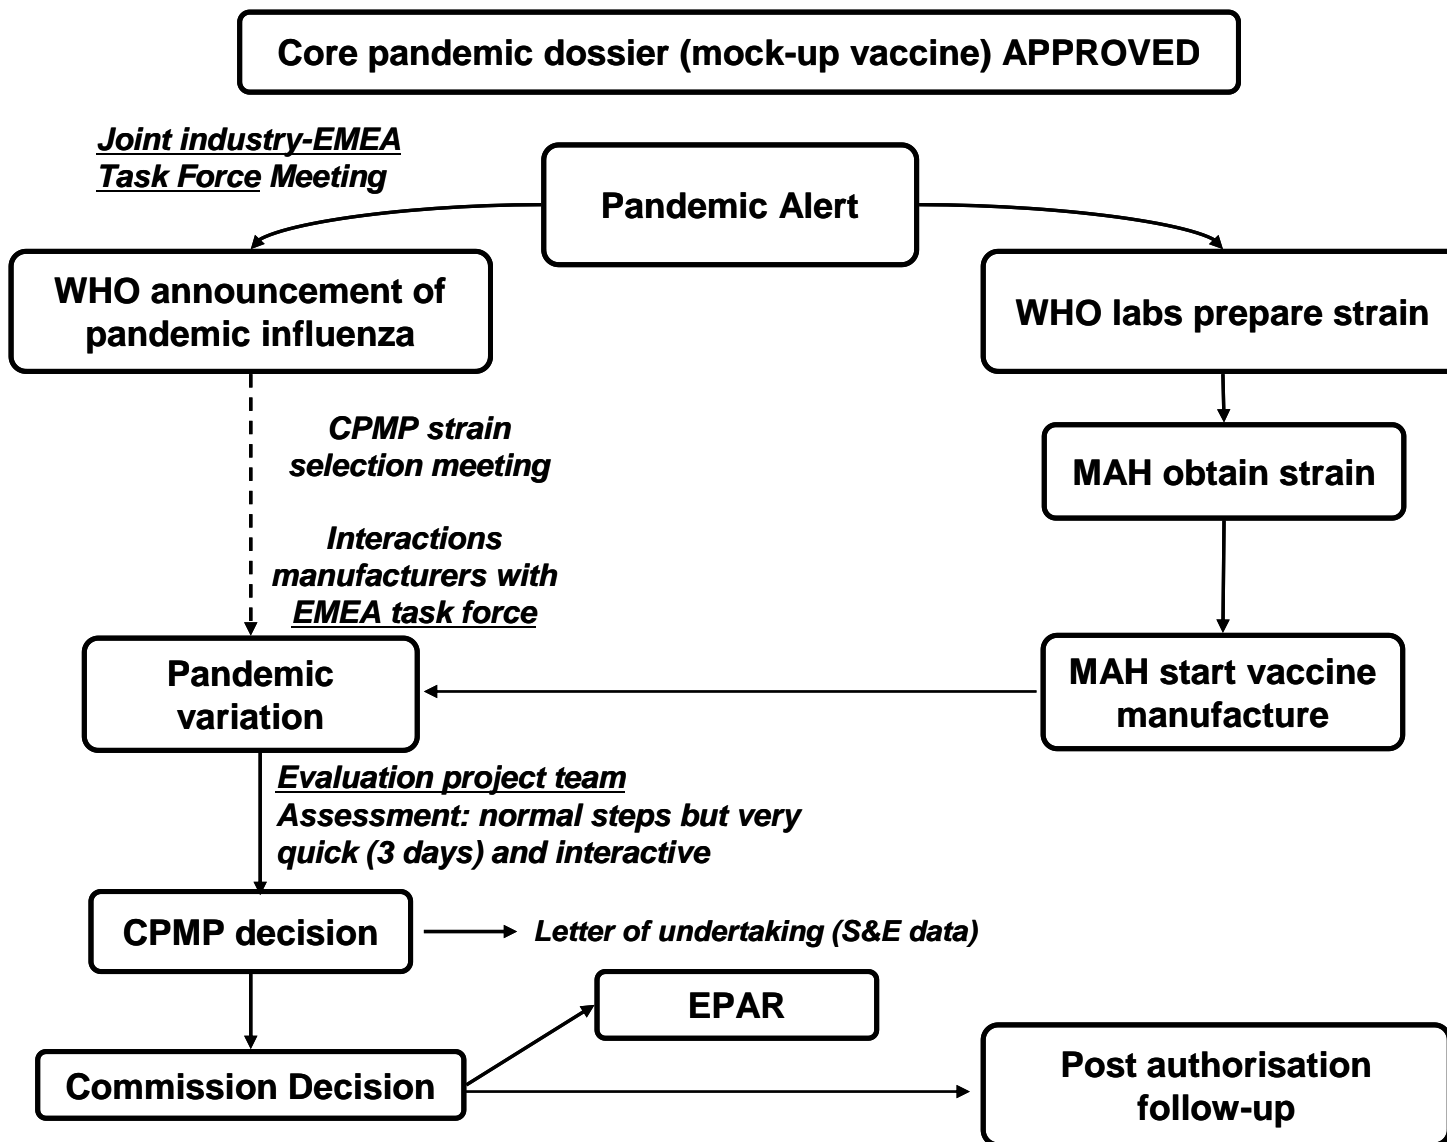 Core pandemic dossier (mock-up vaccine) APPROVED
Joint industry-EMEA
Task Force Meeting
Pandemic Alert
WHO announcement of
pandemic influenza
WHO labs prepare strain
CPMP strain
selection meeting
MAH obtain strain
Interactions
manufacturers with
EMEA task force
Pandemic
variation
MAH start vaccine
manufacture
Evaluation project team
Assessment: normal steps but very
quick (3 days) and interactive
CPMP decision
Letter of undertaking (S&E data)
EPAR
Commission Decision
Post authorisation
follow-up